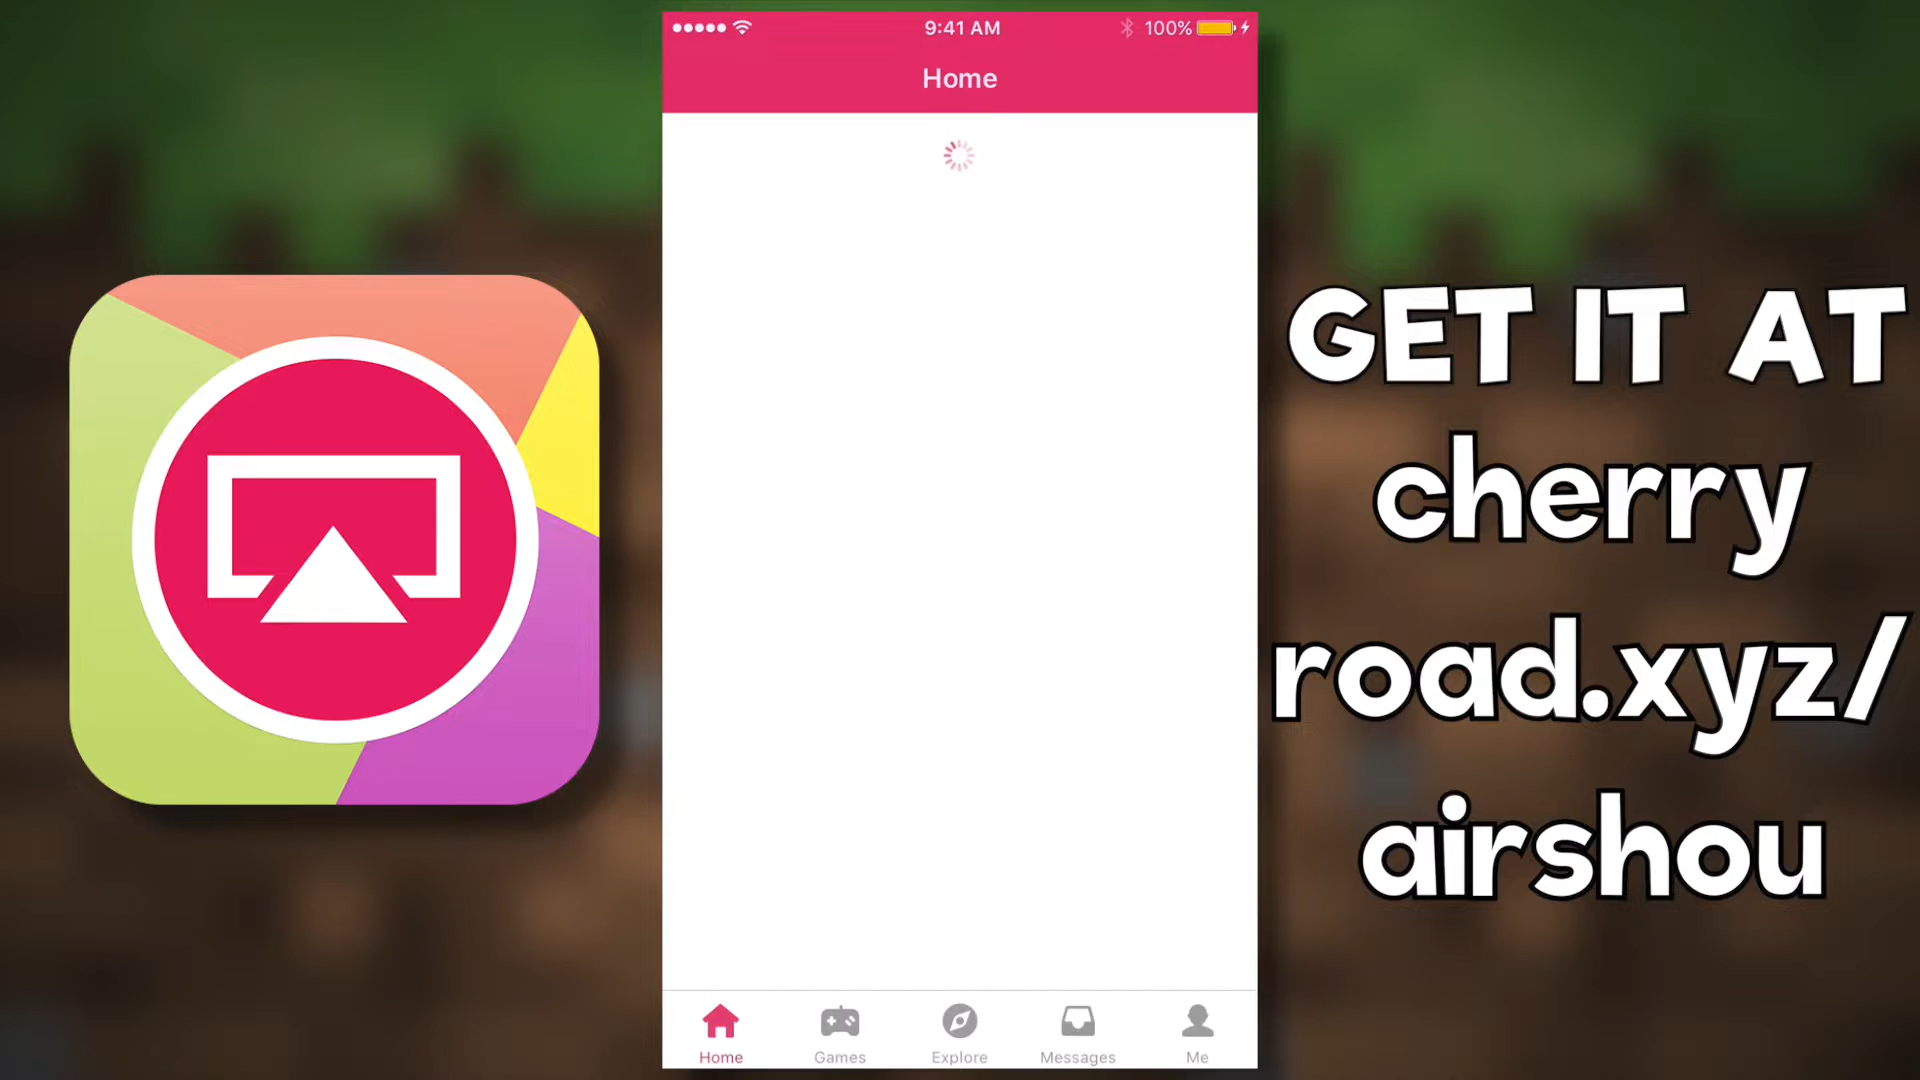 9:41 AM
100%
Home
GET IT AT
cherry
road.xyz/
airshou
Home
Games
Explore
Messages
Me